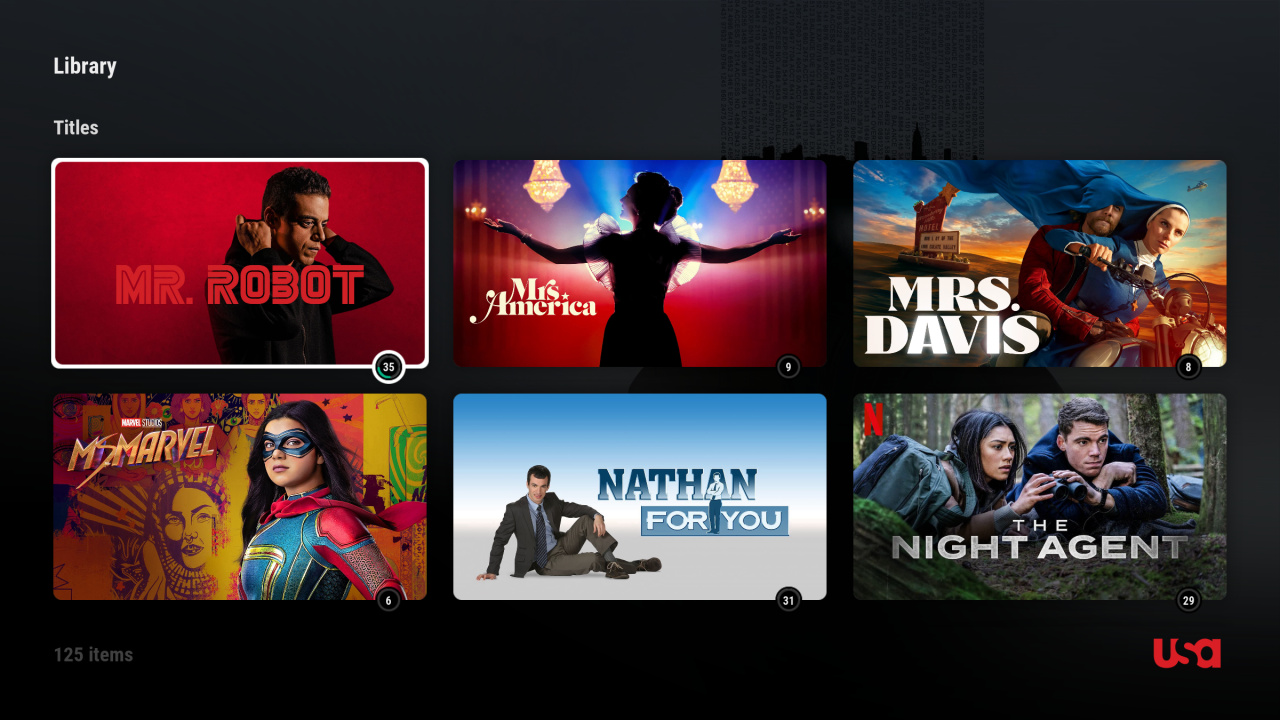 Library
Titles
MR. ROBOT
35
Mrs.
America
9
MRS.
DAVIS
8
MARVEL STUDIOS
MS MARVEL
6
NATHAN
FOR YOU
31
N
THE
NIGHT AGENT
29
125 items
usa